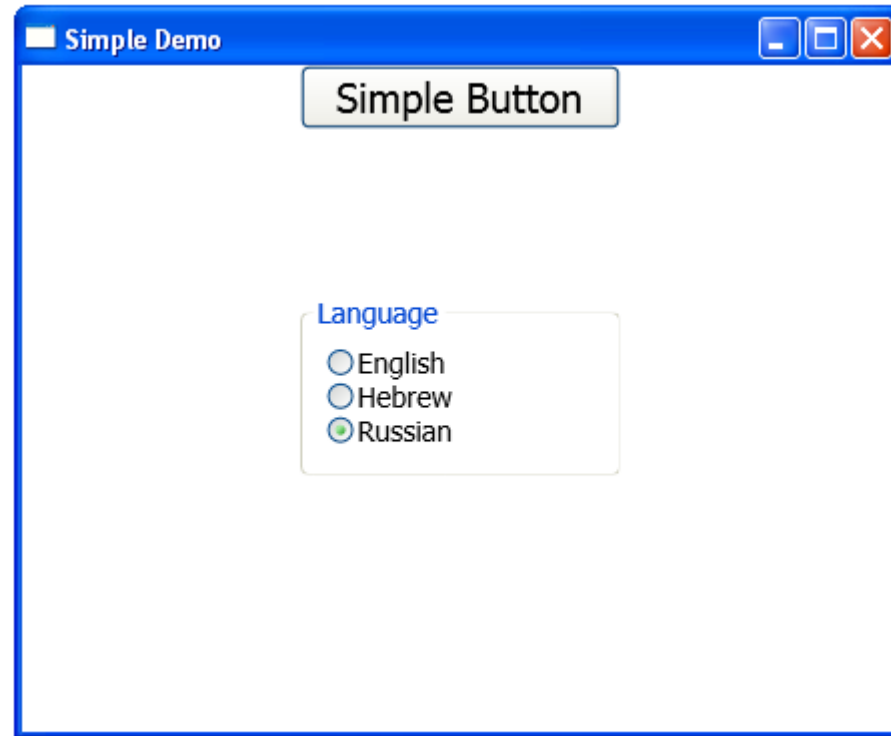 Simple Demo
Simple Button
Language
English
Hebrew
Russian